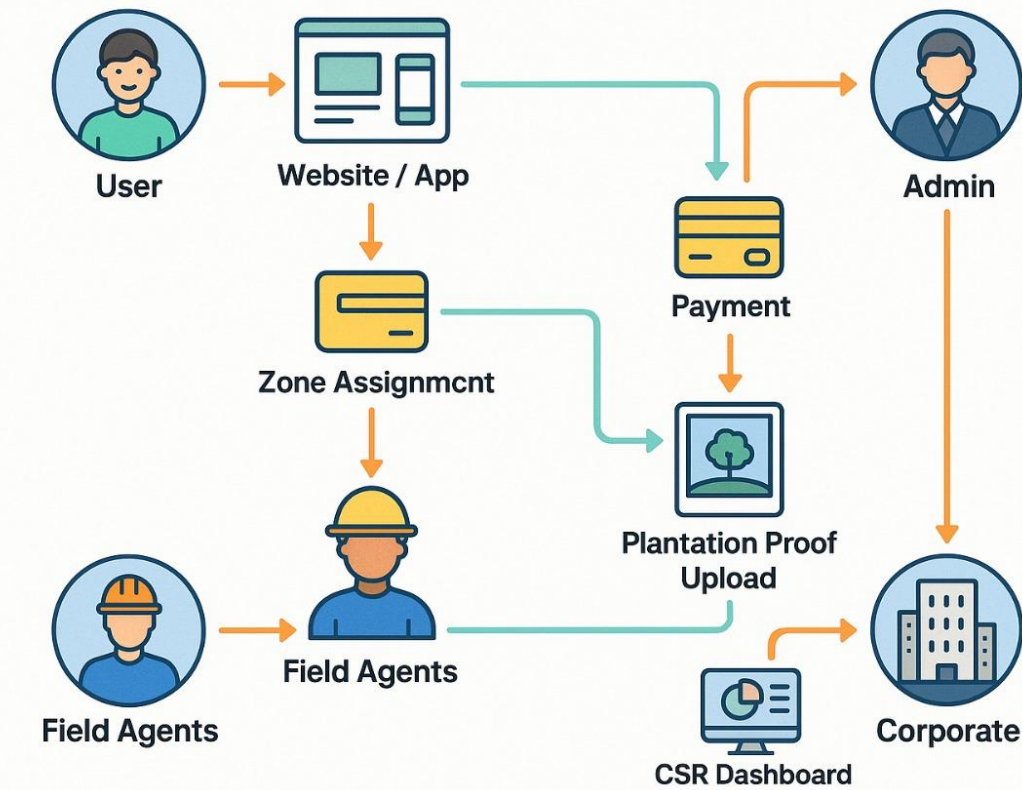 User
Website / App
Admin
Payment
Zone Assignmcnt
Plantation Proof
Upload
Field Agents
Field Agents
Corporate
CSR Dashboard